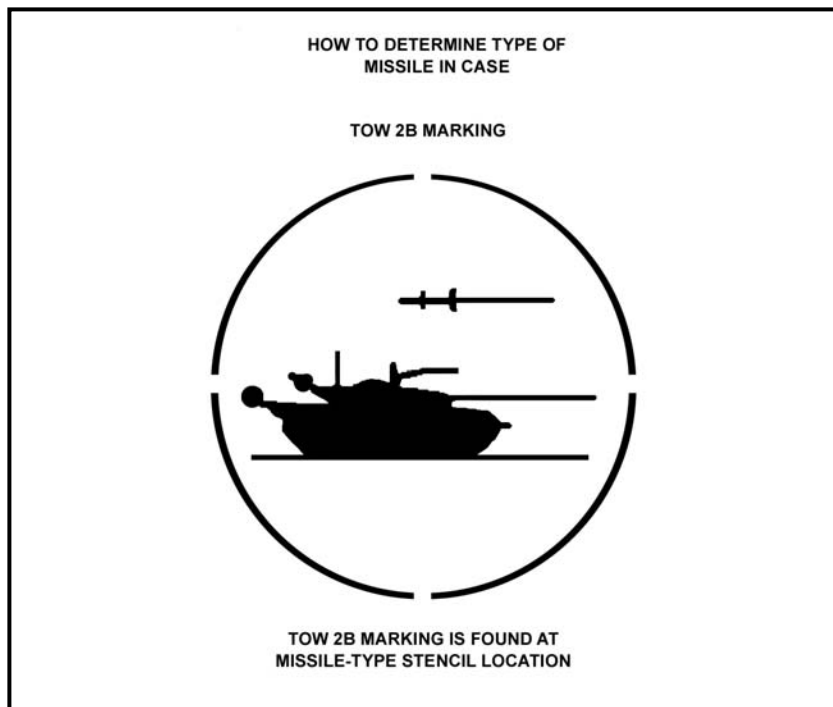 HOW TO DETERMINE TYPE OF
MISSILE IN CASE
TOW 2B MARKING
TOW 2B MARKING IS FOUND AT
MISSILE-TYPE STENCIL LOCATION